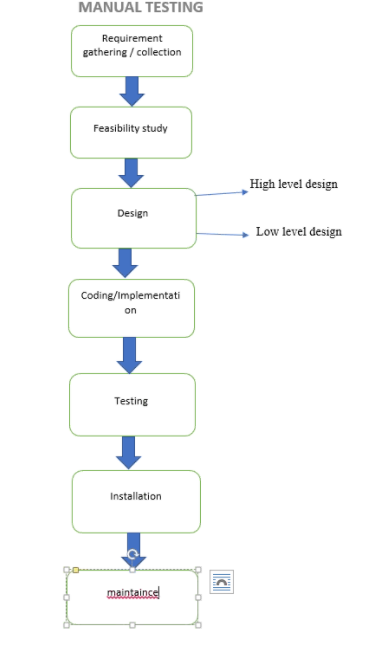 MANUAL TESTING
Requirement
gathering / collection
Feasibility study
High level design
Design
Low level design
Coding/Implementati
on
Testing
Installation
maintaince